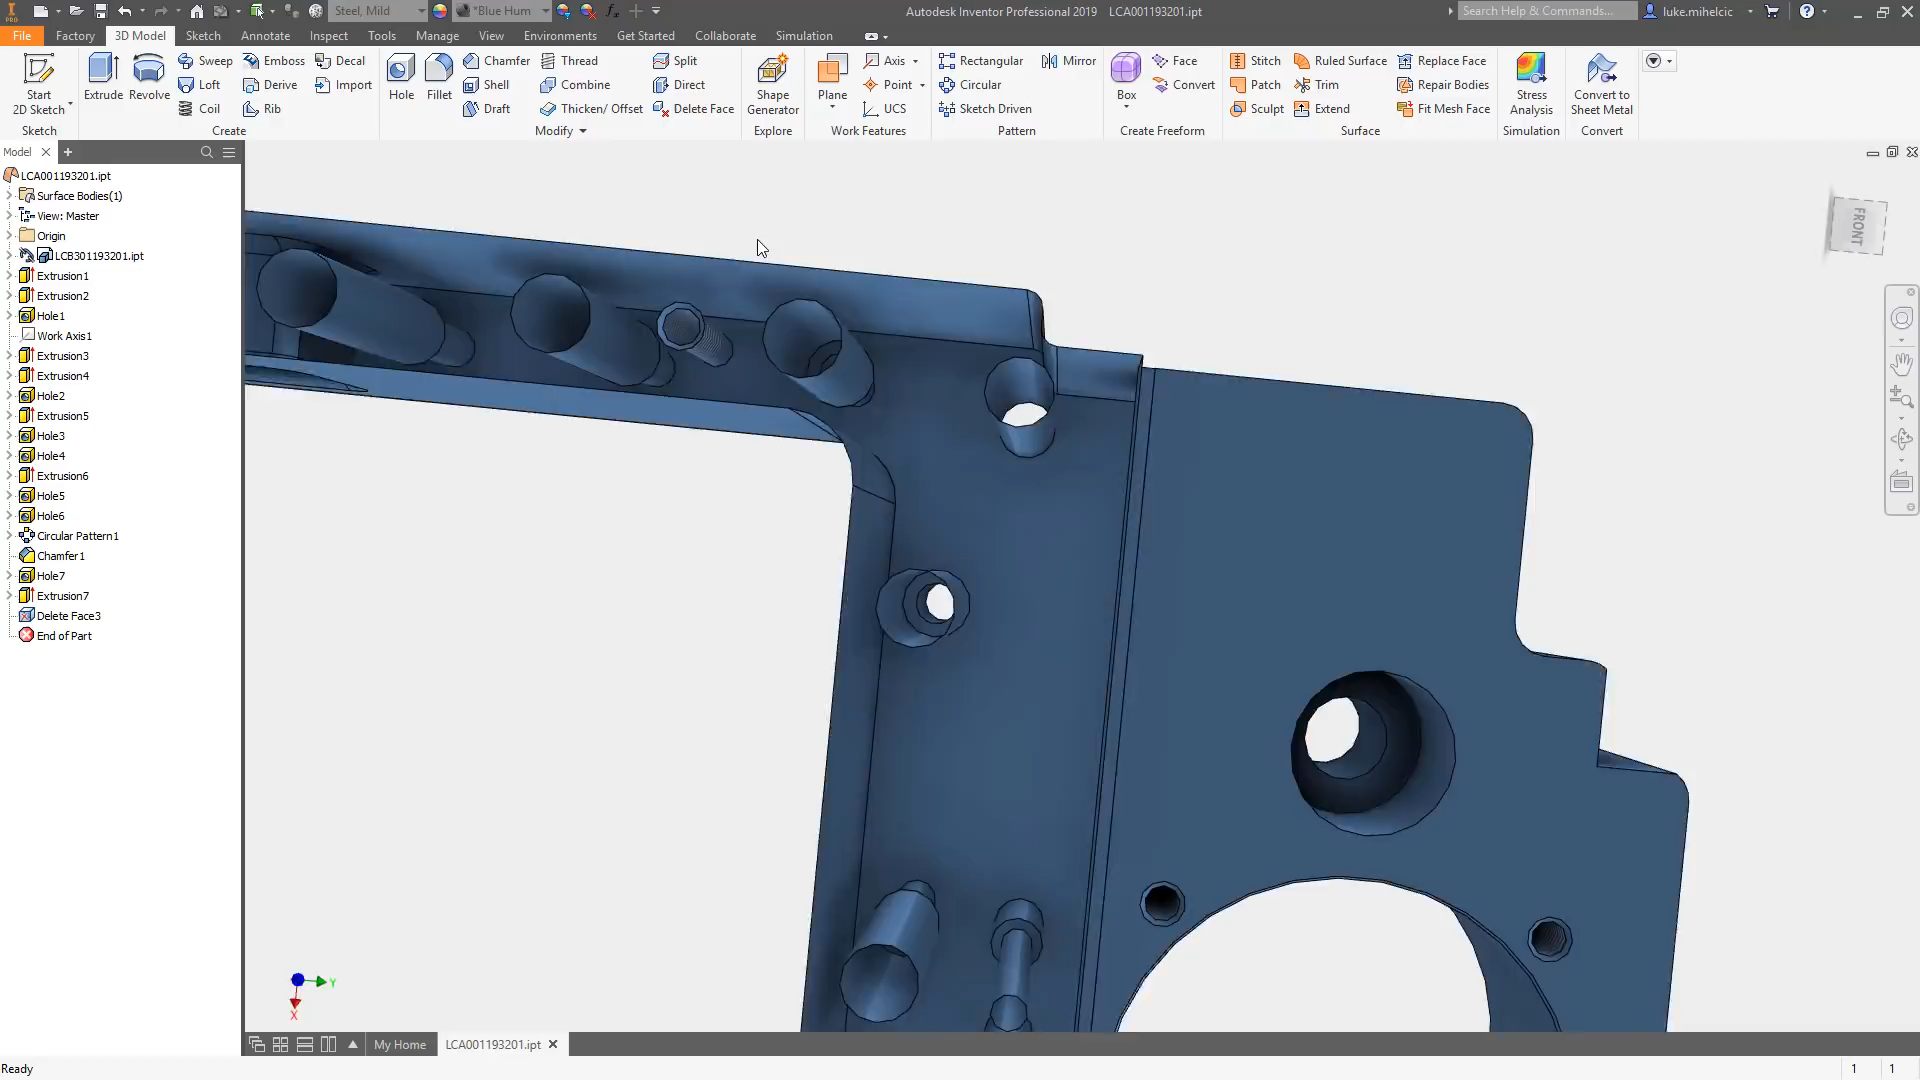 PRO
Steel, Mild
*Blue Hum
Autodesk Inventor Professional 2019 LCA001193201.ipt
Search Help & Commands...
luke.mihelcic
File Factory 3D Model Sketch Annotate Inspect Tools Manage View Environments Get Started Collaborate Simulation
Start 2D Sketch
Sketch
Extrude
Revolve
Sweep
Loft
Coil
Emboss
Derive
Rib
Decal
Import
Create
Hole
Fillet
Chamfer
Shell
Draft
Thread
Combine
Thicken/ Offset
Split
Direct
Delete Face
Modify
Shape Generator
Explore
Plane
Axis
Point
UCS
Work Features
Rectangular
Circular
Sketch Driven
Mirror
Pattern
Box
Face
Convert
Create Freeform
Stitch
Patch
Sculpt
Ruled Surface
Trim
Extend
Replace Face
Repair Bodies
Fit Mesh Face
Surface
Stress Analysis
Simulation
Convert to Sheet Metal
Convert
Model
LCA001193201.ipt
Surface Bodies(1)
View: Master
Origin
LCB301193201.ipt
Extrusion1
Extrusion2
Hole1
Work Axis1
Extrusion3
Extrusion4
Hole2
Extrusion5
Hole3
Hole4
Extrusion6
Hole5
Hole6
Circular Pattern1
Chamfer1
Hole7
Extrusion7
Delete Face3
End of Part
FRONT
Y
X
My Home
LCA001193201.ipt
Ready
1 1